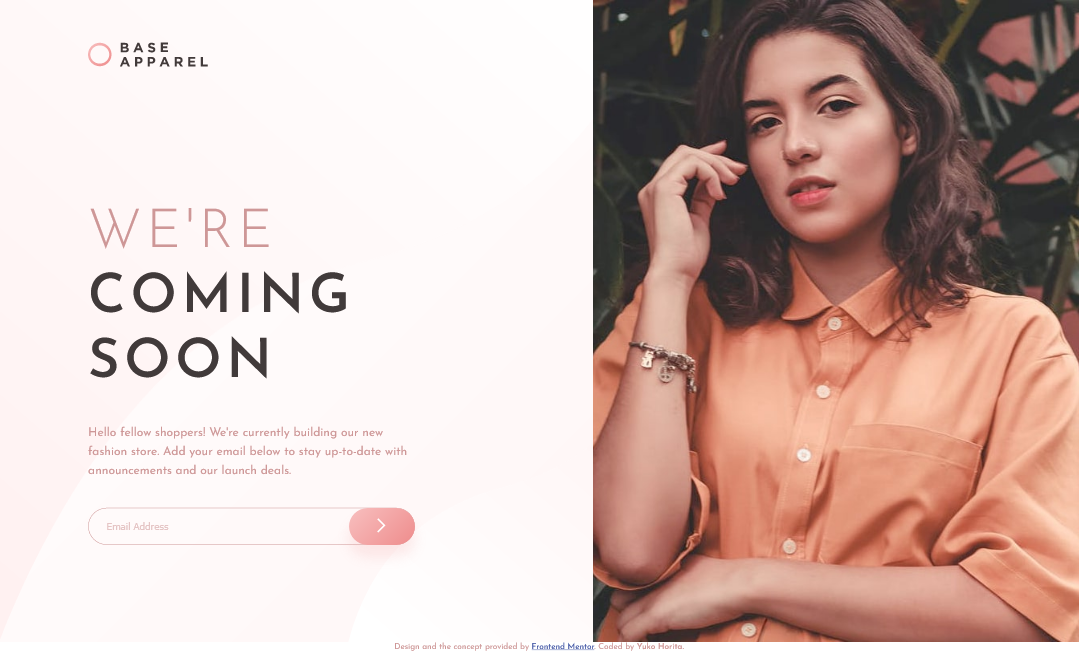 BASE
APPAREL
WE'RE
COMING
SOON
Hello fellow shoppers! We're currently building our new
fashion store. Add your email below to stay up-to-date with
announcements and our launch deals.
Email Address
Design and the concept provided by Frontend Mentor. Coded by Yuko Horita.